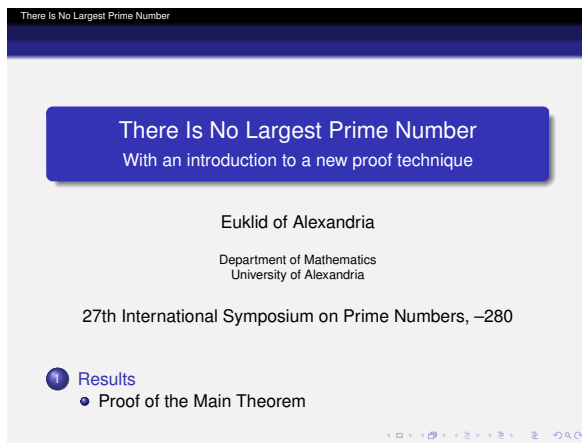 There Is No Largest Prime Number
There Is No Largest Prime Number
With an introduction to a new proof technique
Euklid of Alexandria
Department of Mathematics
University of Alexandria
27th International Symposium on Prime Numbers, –280
1 Results
Proof of the Main Theorem